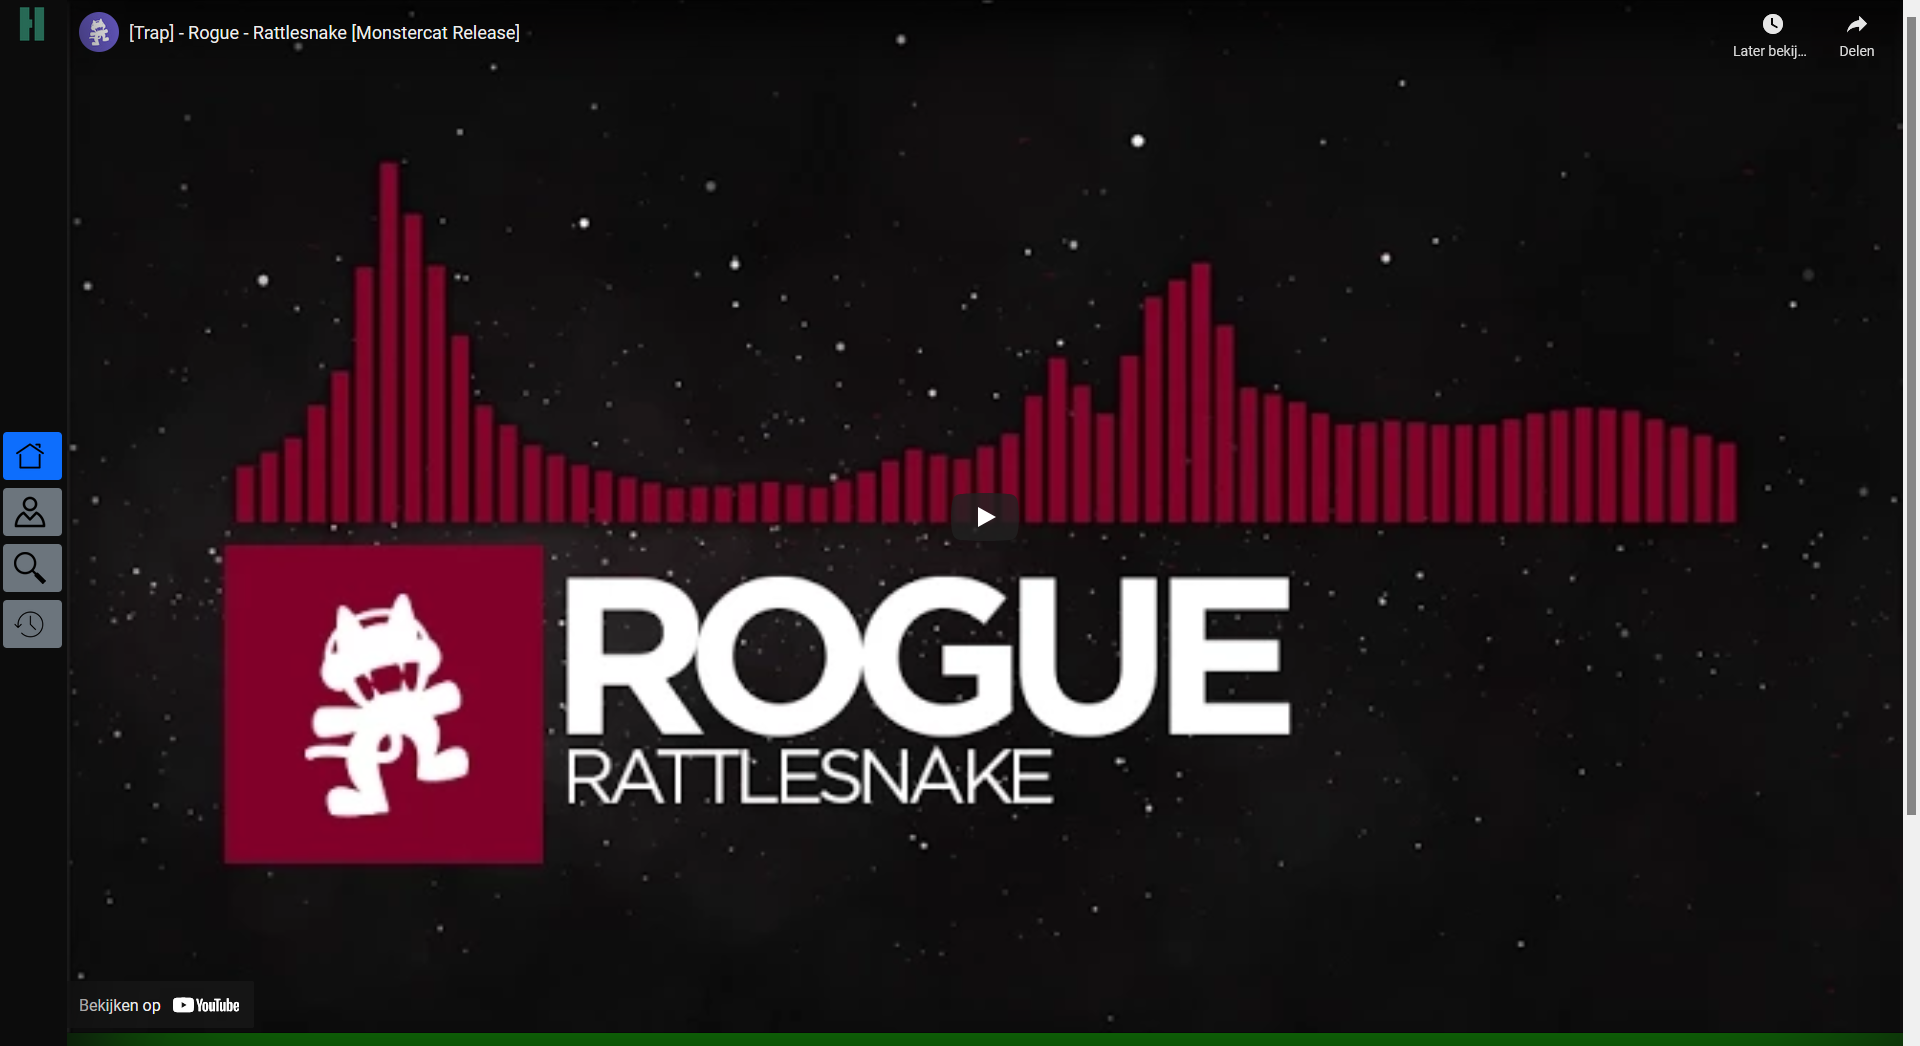 [Trap] - Rogue - Rattlesnake [Monstercat Release]
Later bekij...
Delen
ROGUE
RATTLESNAKE
Bekijken op YouTube